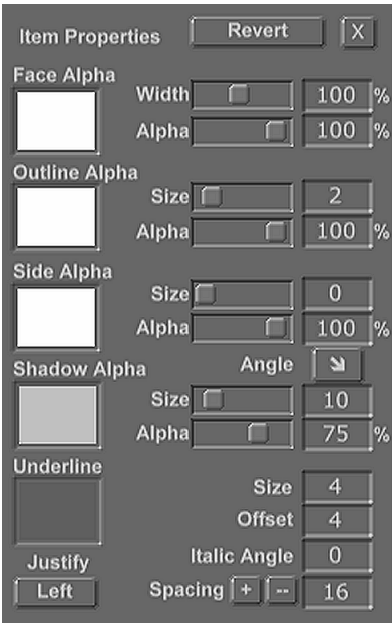 Item Properties Revert X
Face Alpha
Width 100 %
Alpha 100 %
Outline Alpha
Size 2
Alpha 100 %
Side Alpha
Size 0
Alpha 100 %
Shadow Alpha Angle
Size 10
Alpha 75 %
Underline
Size 4
Offset 4
Justify Italic Angle 0
Left Spacing + -- 16